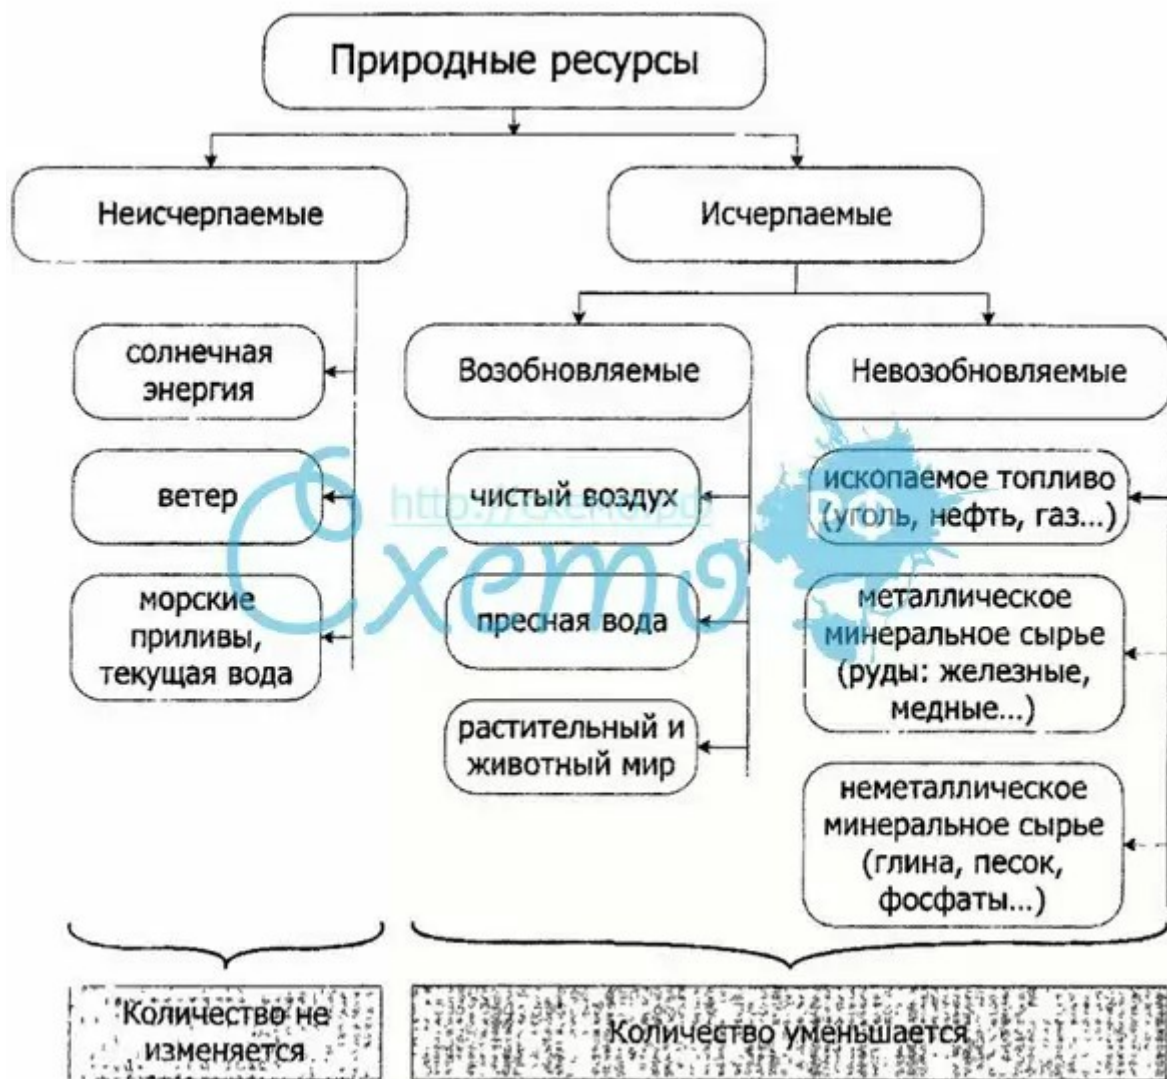 Природные ресурсы
Неисчерпаемые
Исчерпаемые
солнечная
энергия
ветер
морские
приливы,
текущая вода
Возобновляемые
чистый воздух
пресная вода
растительный и
животный мир
Невозобновляемые
ископаемое топливо
(уголь, нефть, газ...)
металлическое
минеральное сырье
(руды: железные,
медные...)
неметаллическое
минеральное сырье
(глина, песок,
фосфаты...)
Количество не
изменяется
Количество уменьшается
Схемо
РФ